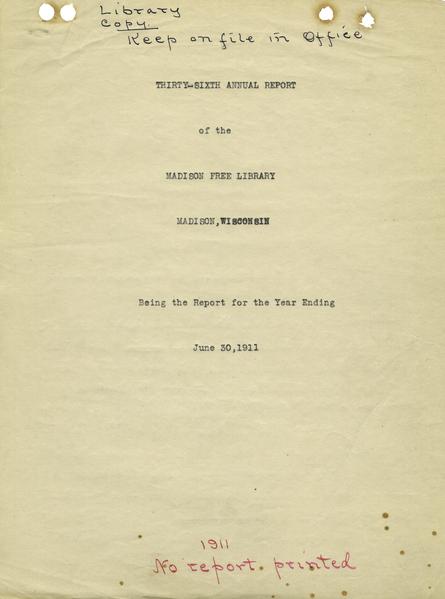 Library
Copy.
Keep on file in Office
THIRTY-SIXTH ANNUAL REPORT
of the
MADISON FREE LIBRARY
MADISON,WISCONSIN
Being the Report for the Year Ending
June 30,1911
1911
No report printed